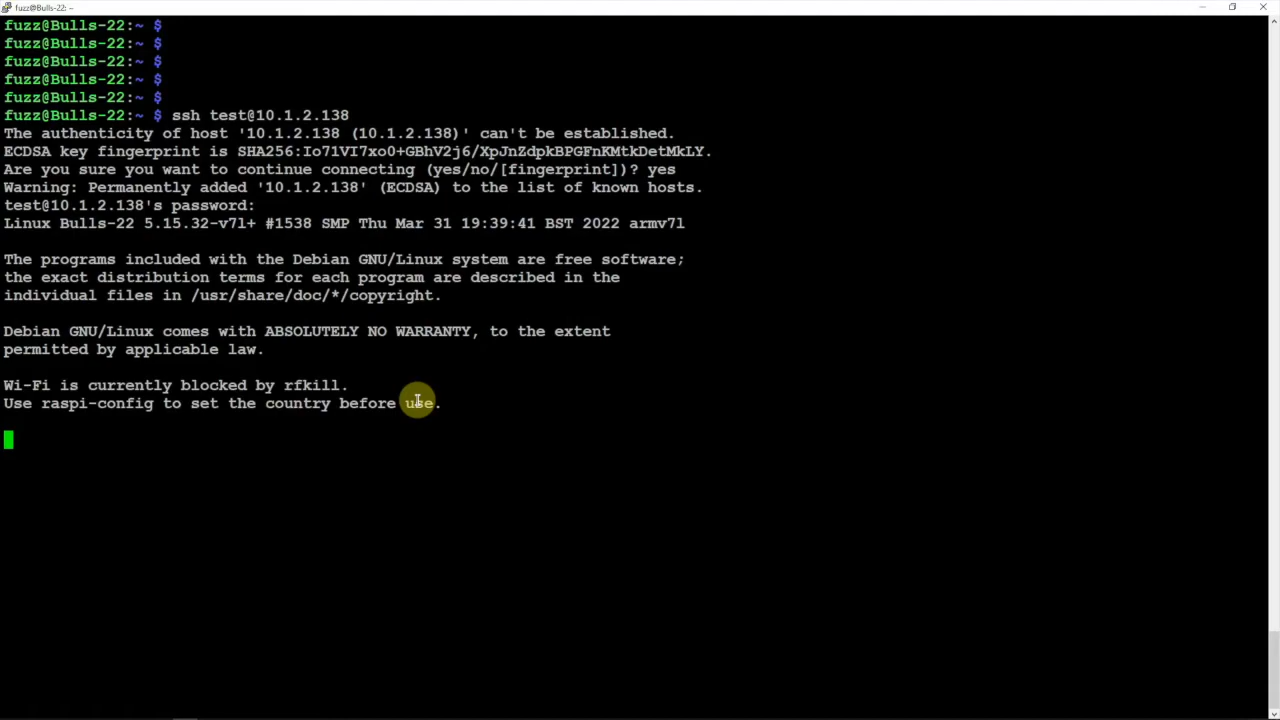 fuzz@Bulls-22: ~
fuzz@Bulls-22:~ $
fuzz@Bulls-22:~ $
fuzz@Bulls-22:~ $
fuzz@Bulls-22:~ $
fuzz@Bulls-22:~ $
fuzz@Bulls-22:~ $ ssh test@10.1.2.138
The authenticity of host '10.1.2.138 (10.1.2.138)' can't be established.
ECDSA key fingerprint is SHA256:Io71VI7xo0+GBhV2j6/XpJnZdpkBPGFnKMtkDetMkLY.
Are you sure you want to continue connecting (yes/no/[fingerprint])? yes
Warning: Permanently added '10.1.2.138' (ECDSA) to the list of known hosts.
test@10.1.2.138's password:
Linux Bulls-22 5.15.32-v7l+ #1538 SMP Thu Mar 31 19:39:41 BST 2022 armv7l
The programs included with the Debian GNU/Linux system are free software;
the exact distribution terms for each program are described in the
individual files in /usr/share/doc/*/copyright.
Debian GNU/Linux comes with ABSOLUTELY NO WARRANTY, to the extent
permitted by applicable law.
Wi-Fi is currently blocked by rfkill.
Use raspi-config to set the country before use.